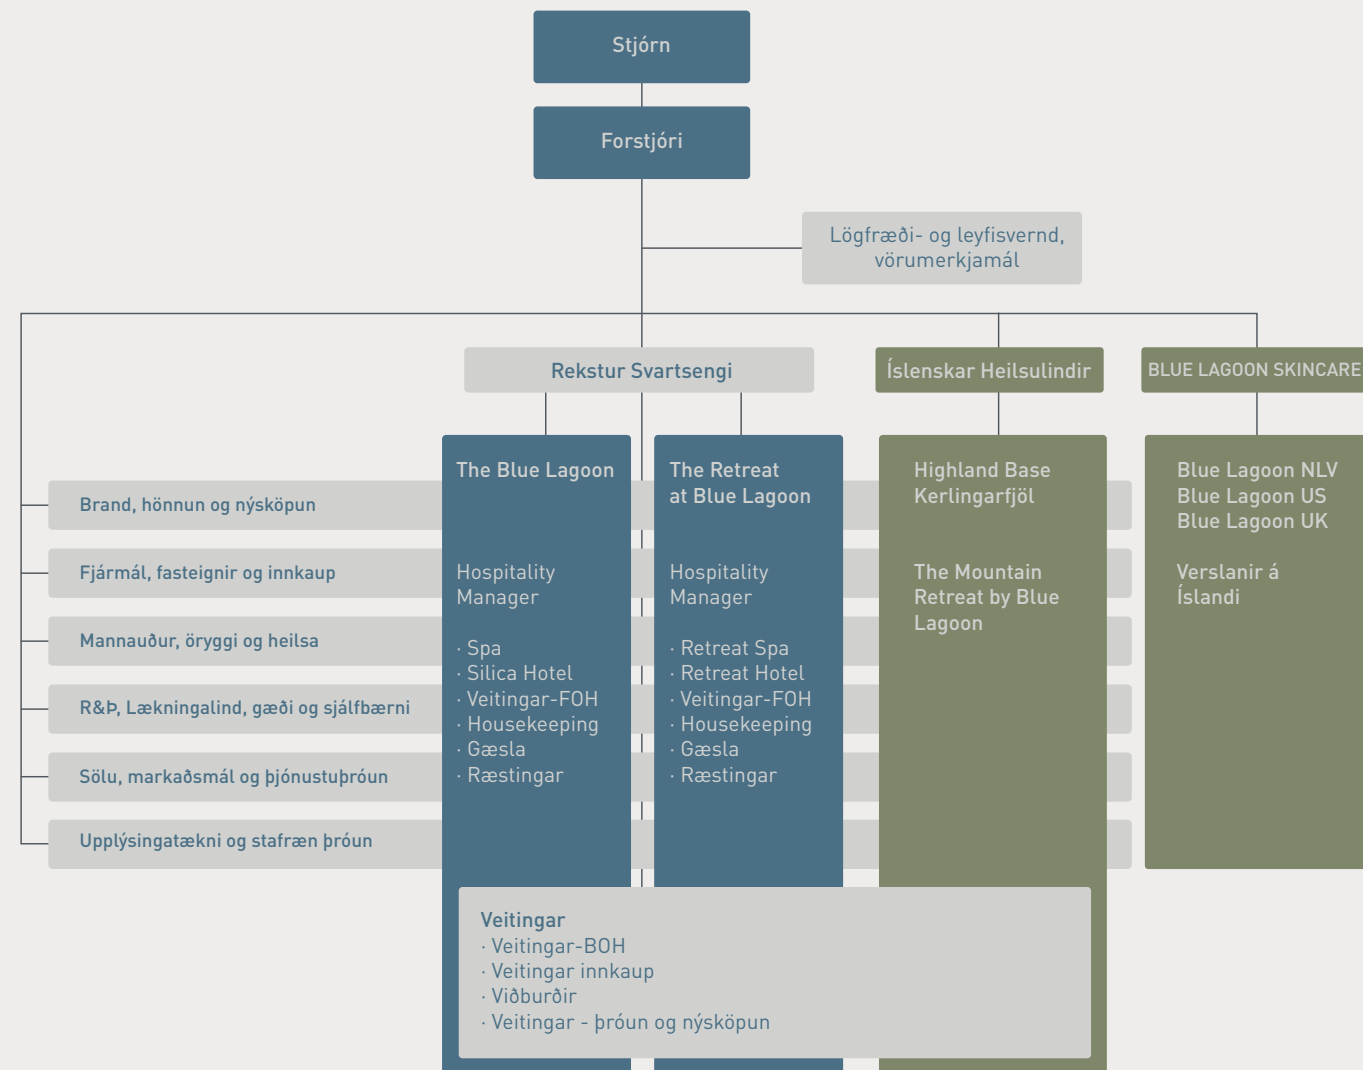 Stjórn
Forstjóri
Lögfræði- og leyfisvernd,
vörumerkjamál
Rekstur Svartsengi
Íslenskar Heilsulindir
BLUE LAGOON SKINCARE
Brand, hönnun og nýsköpun
Fjármál, fasteignir og innkaup
Mannauður, öryggi og heilsa
R&Þ, Lækningalind, gæði og sjálfbærni
Sölu, markaðsmál og þjónustuþróun
Upplýsingatækni og stafræn þróun
The Blue Lagoon
Hospitality
Manager
· Spa
· Silica Hotel
· Veitingar-FOH
· Housekeeping
· Gæsla
· Ræstingar
The Retreat
at Blue Lagoon
Hospitality
Manager
· Retreat Spa
· Retreat Hotel
· Veitingar-FOH
· Housekeeping
· Gæsla
· Ræstingar
Highland Base
Kerlingarfjöl
The Mountain
Retreat by Blue
Lagoon
Blue Lagoon NLV
Blue Lagoon US
Blue Lagoon UK
Verslanir á
Íslandi
Veitingar
· Veitingar-BOH
· Veitingar innkaup
· Viðburðir
· Veitingar - þróun og nýsköpun